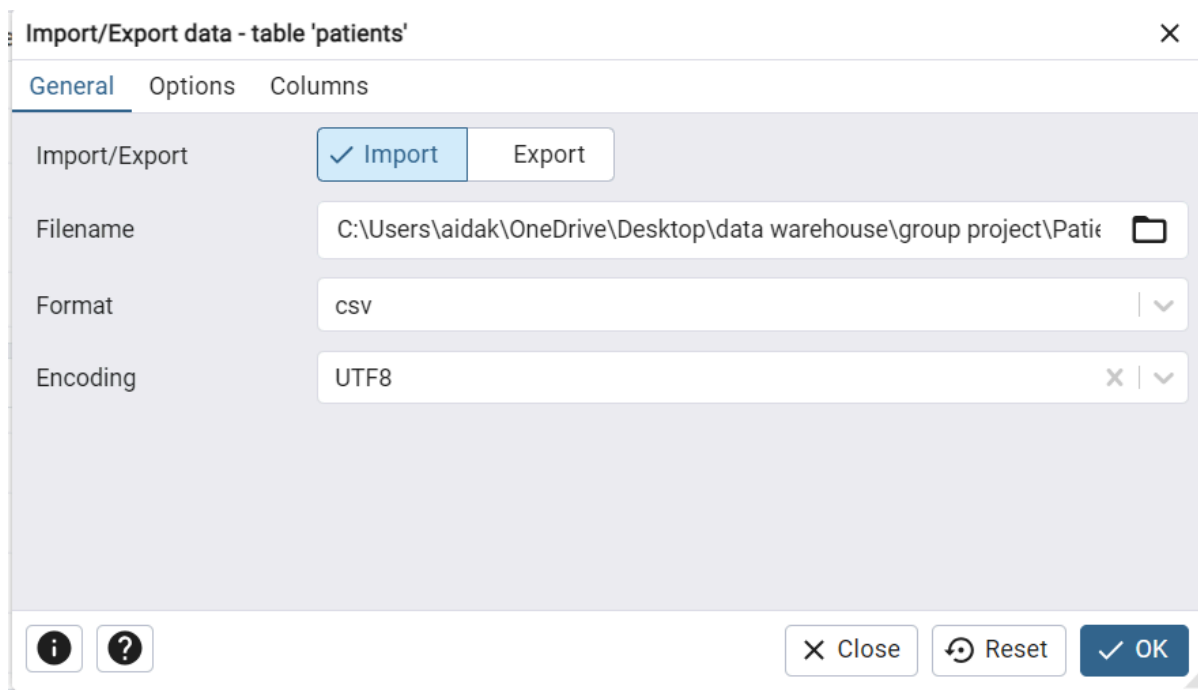 Import/Export data - table 'patients'
General Options Columns
Import/Export Import Export
Filename C:\Users\aidak\OneDrive\Desktop\data warehouse\group project\Patie
Format csv
Encoding UTF8
Close Reset OK